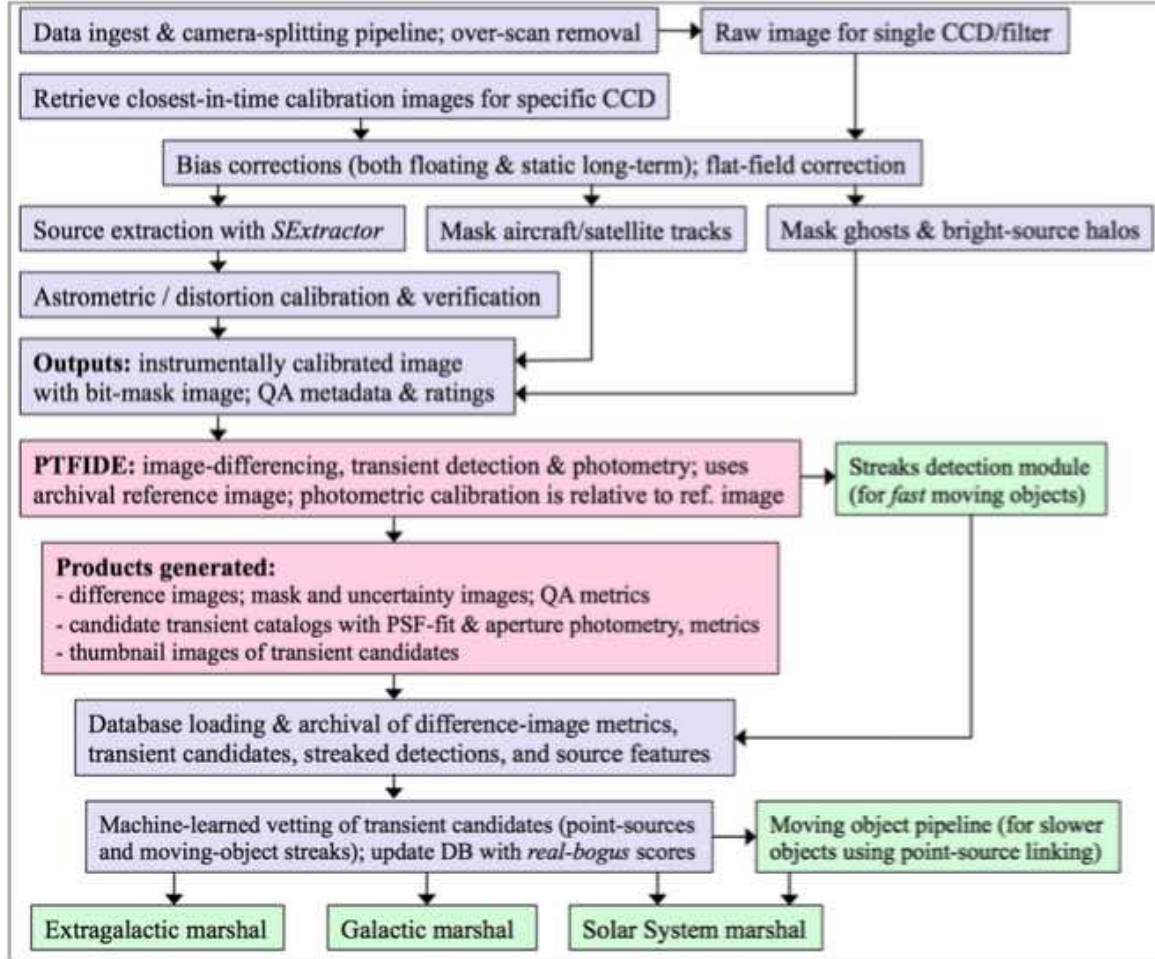 Data ingest & camera-splitting pipeline; over-scan removal
Raw image for single CCD/filter
Retrieve closest-in-time calibration images for specific CCD
Bias corrections (both floating & static long-term); flat-field correction
Source extraction with SExtractor
Mask aircraft/satellite tracks
Mask ghosts & bright-source halos
Astrometric / distortion calibration & verification
Outputs: instrumentally calibrated image
with bit-mask image; QA metadata & ratings
PTFIDE: image-differencing, transient detection & photometry; uses
archival reference image; photometric calibration is relative to ref. image
Streaks detection module
(for fast moving objects)
Products generated:
- difference images; mask and uncertainty images; QA metrics
- candidate transient catalogs with PSF-fit & aperture photometry, metrics
- thumbnail images of transient candidates
Database loading & archival of difference-image metrics,
transient candidates, streaked detections, and source features
Machine-learned vetting of transient candidates (point-sources
and moving-object streaks); update DB with real-bogus scores
Moving object pipeline (for slower
objects using point-source linking)
Extragalactic marshal
Galactic marshal
Solar System marshal